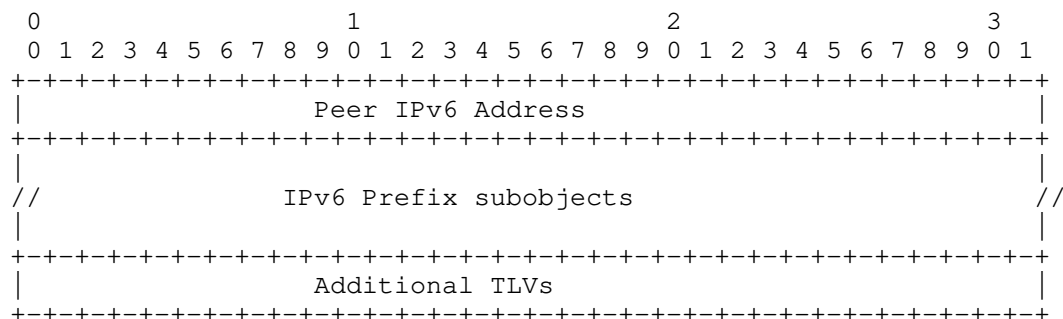 0                   1                   2                   3
 0 1 2 3 4 5 6 7 8 9 0 1 2 3 4 5 6 7 8 9 0 1 2 3 4 5 6 7 8 9 0 1
+-+-+-+-+-+-+-+-+-+-+-+-+-+-+-+-+-+-+-+-+-+-+-+-+-+-+-+-+-+-+-+-+
|                  Peer IPv6 Address                            |
+-+-+-+-+-+-+-+-+-+-+-+-+-+-+-+-+-+-+-+-+-+-+-+-+-+-+-+-+-+-+-+-+
|                                                               |
//               IPv6 Prefix subobjects                         //
|                                                               |
+-+-+-+-+-+-+-+-+-+-+-+-+-+-+-+-+-+-+-+-+-+-+-+-+-+-+-+-+-+-+-+-+
|                  Additional TLVs                              |
+-+-+-+-+-+-+-+-+-+-+-+-+-+-+-+-+-+-+-+-+-+-+-+-+-+-+-+-+-+-+-+-+